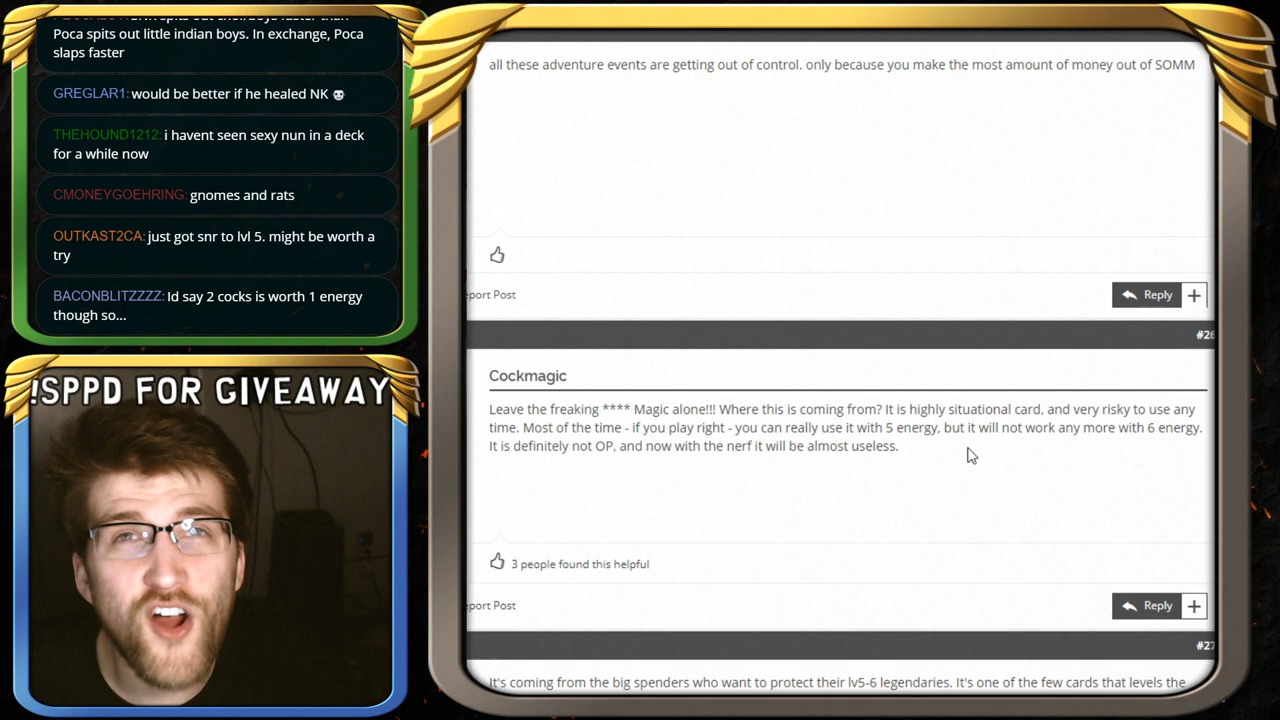 Poca spits out little indian boys. In exchange, Poca
slaps faster
GREGLAR1: would be better if he healed NK
THEHOUND1212: i havent seen sexy nun in a deck
for a while now
CMONEYGOEHRING: gnomes and rats
OUTKAST2CA: just got snr to lvl 5. might be worth a
try
BACONBLITZZZZ: Id say 2 cocks is worth 1 energy
though so...
!SPPD FOR GIVEAWAY
all these adventure events are getting out of control. only because you make the most amount of money out of SOMM
port Post
Reply +
#26
Cockmagic
Leave the freaking **** Magic alone!!! Where this is coming from? It is highly situational card, and very risky to use any
time. Most of the time - if you play right - you can really use it with 5 energy, but it will not work any more with 6 energy.
It is definitely not OP, and now with the nerf it will be almost useless.
3 people found this helpful
port Post
Reply +
#27
It's coming from the big spenders who want to protect their lv5-6 legendaries. It's one of the few cards that levels the